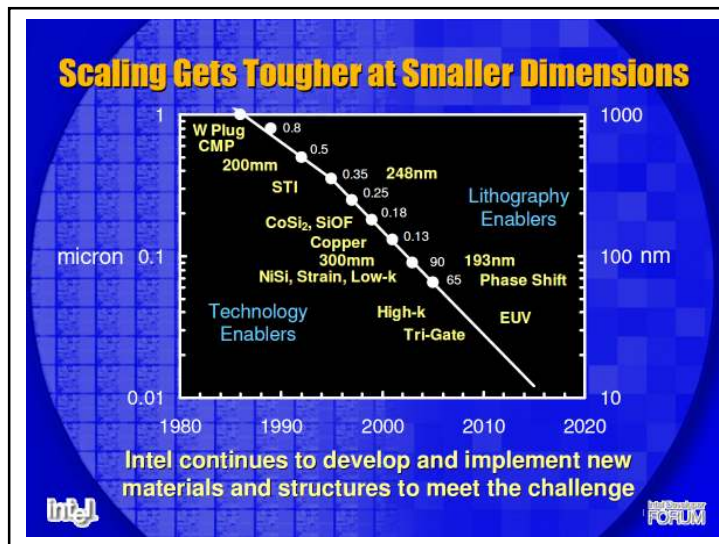 Scaling Gets Tougher at Smaller Dimensions
1
1000
W Plug
CMP
0.8
200mm
0.5
STI
0.35
248nm
0.25
Lithography
Enablers
CoSi₂, SiOF
0.18
Copper
0.13
micron 0.1
300mm
90
193nm
100 nm
NiSi, Strain, Low-k
65
Phase Shift
Technology
Enablers
High-k
EUV
Tri-Gate
0.01
10
1980 1990 2000 2010 2020
Intel continues to develop and implement new
materials and structures to meet the challenge
intel
Intel Developer
FORUM